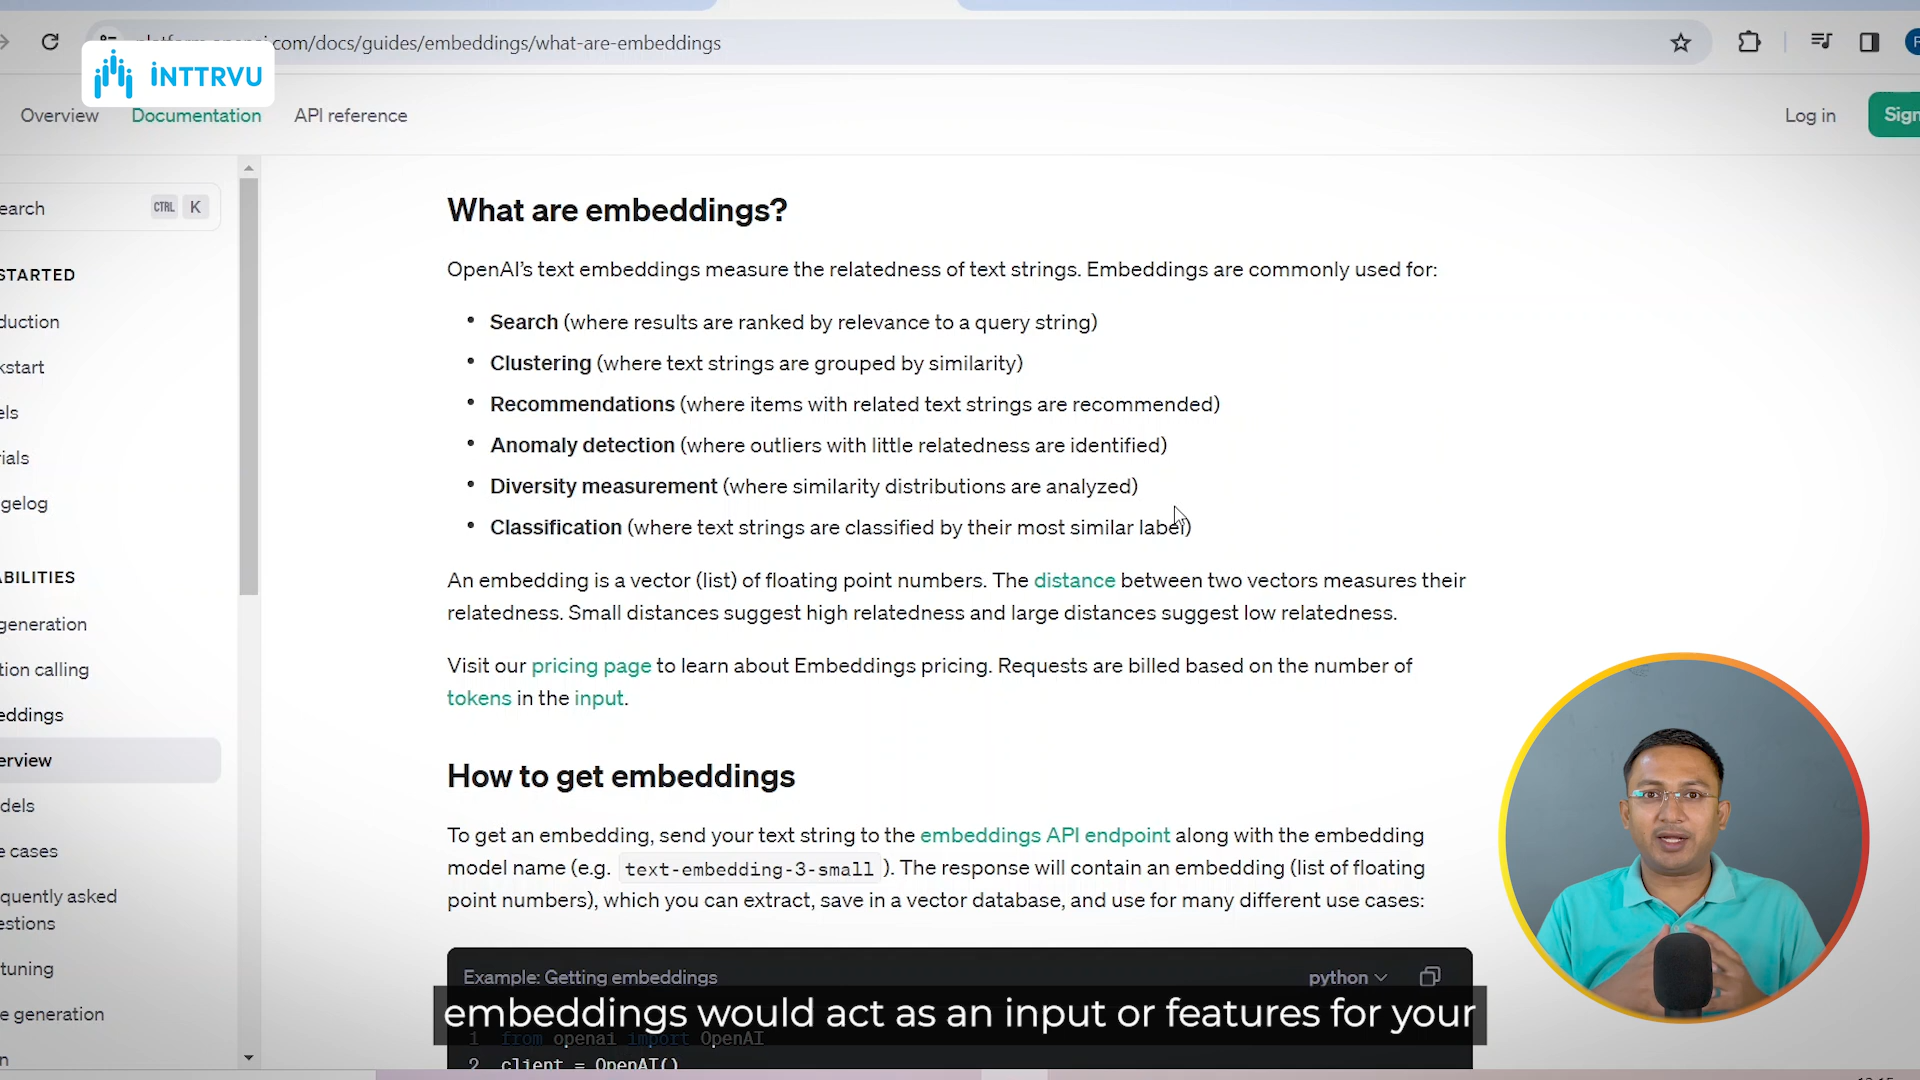 platform.openai.com/docs/guides/embeddings/what-are-embeddings
INTTRVU
Overview Documentation API reference
Log in
Sign
earch CTRL K
STARTED
duction
kstart
els
ials
gelog
ABILITIES
generation
tion calling
eddings
erview
dels
e cases
quently asked
estions
tuning
e generation
What are embeddings?
OpenAI's text embeddings measure the relatedness of text strings. Embeddings are commonly used for:
• Search (where results are ranked by relevance to a query string)
• Clustering (where text strings are grouped by similarity)
• Recommendations (where items with related text strings are recommended)
• Anomaly detection (where outliers with little relatedness are identified)
• Diversity measurement (where similarity distributions are analyzed)
• Classification (where text strings are classified by their most similar label)
An embedding is a vector (list) of floating point numbers. The distance between two vectors measures their
relatedness. Small distances suggest high relatedness and large distances suggest low relatedness.
Visit our pricing page to learn about Embeddings pricing. Requests are billed based on the number of
tokens in the input.
How to get embeddings
To get an embedding, send your text string to the embeddings API endpoint along with the embedding
model name (e.g. text-embedding-3-small ). The response will contain an embedding (list of floating
point numbers), which you can extract, save in a vector database, and use for many different use cases:
Example: Getting embeddings python
embeddings would act as an input or features for your
1 from openai import OpenAI
2 client = OpenAI()